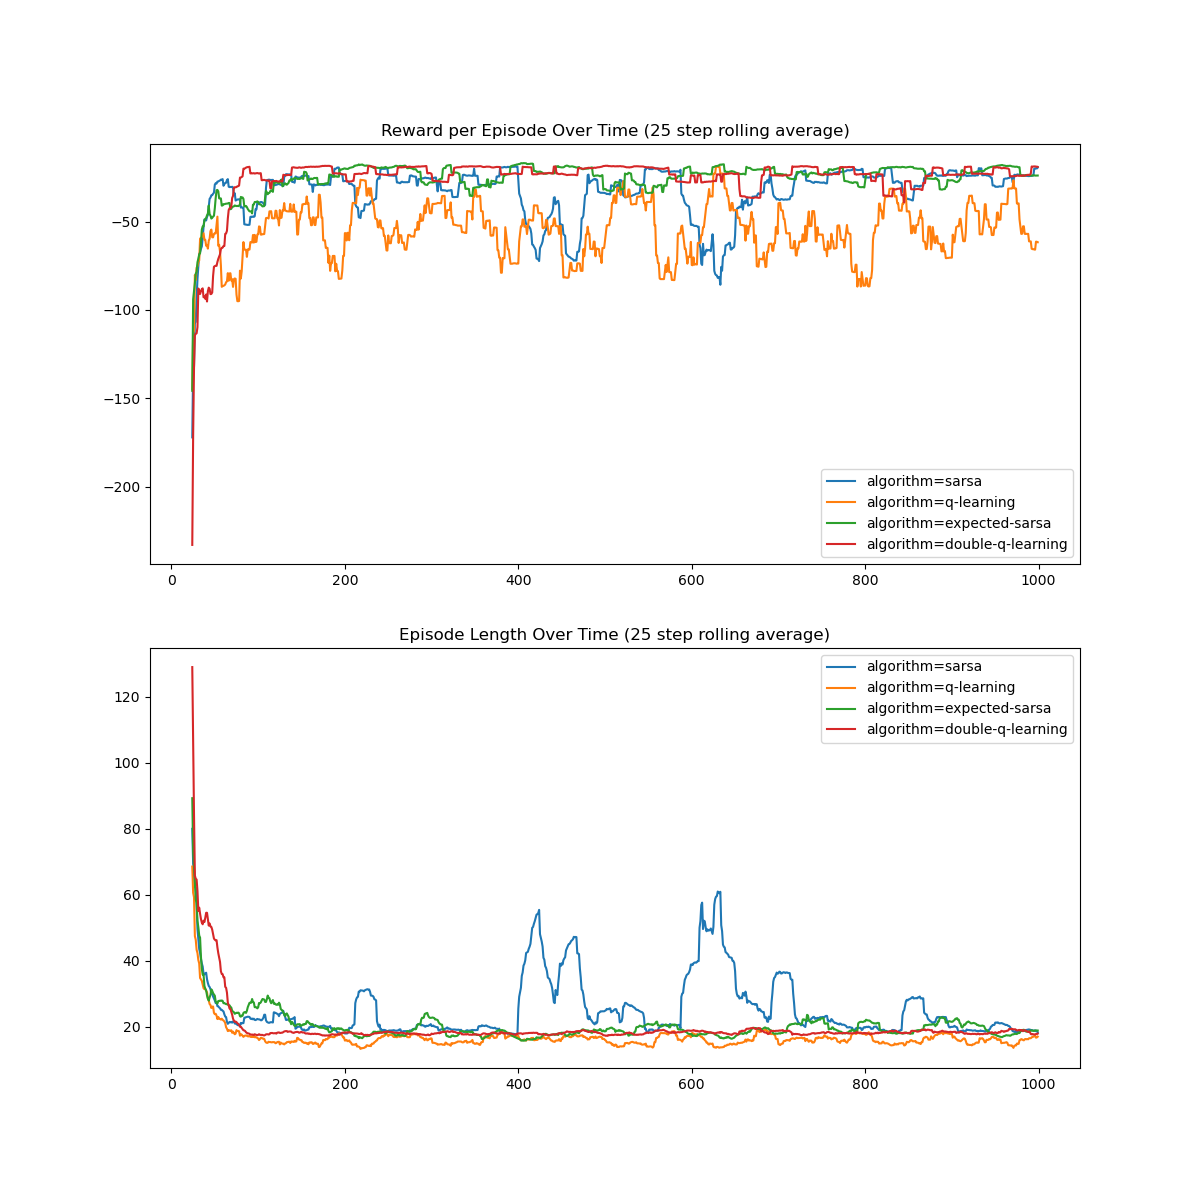 Reward per Episode Over Time (25 step rolling average)
−50
−100
−150
−200
algorithm=sarsa
algorithm=q-learning
algorithm=expected-sarsa
algorithm=double-q-learning
0 200 400 600 800 1000
Episode Length Over Time (25 step rolling average)
algorithm=sarsa
algorithm=q-learning
algorithm=expected-sarsa
algorithm=double-q-learning
120
100
80
60
40
20
0 200 400 600 800 1000